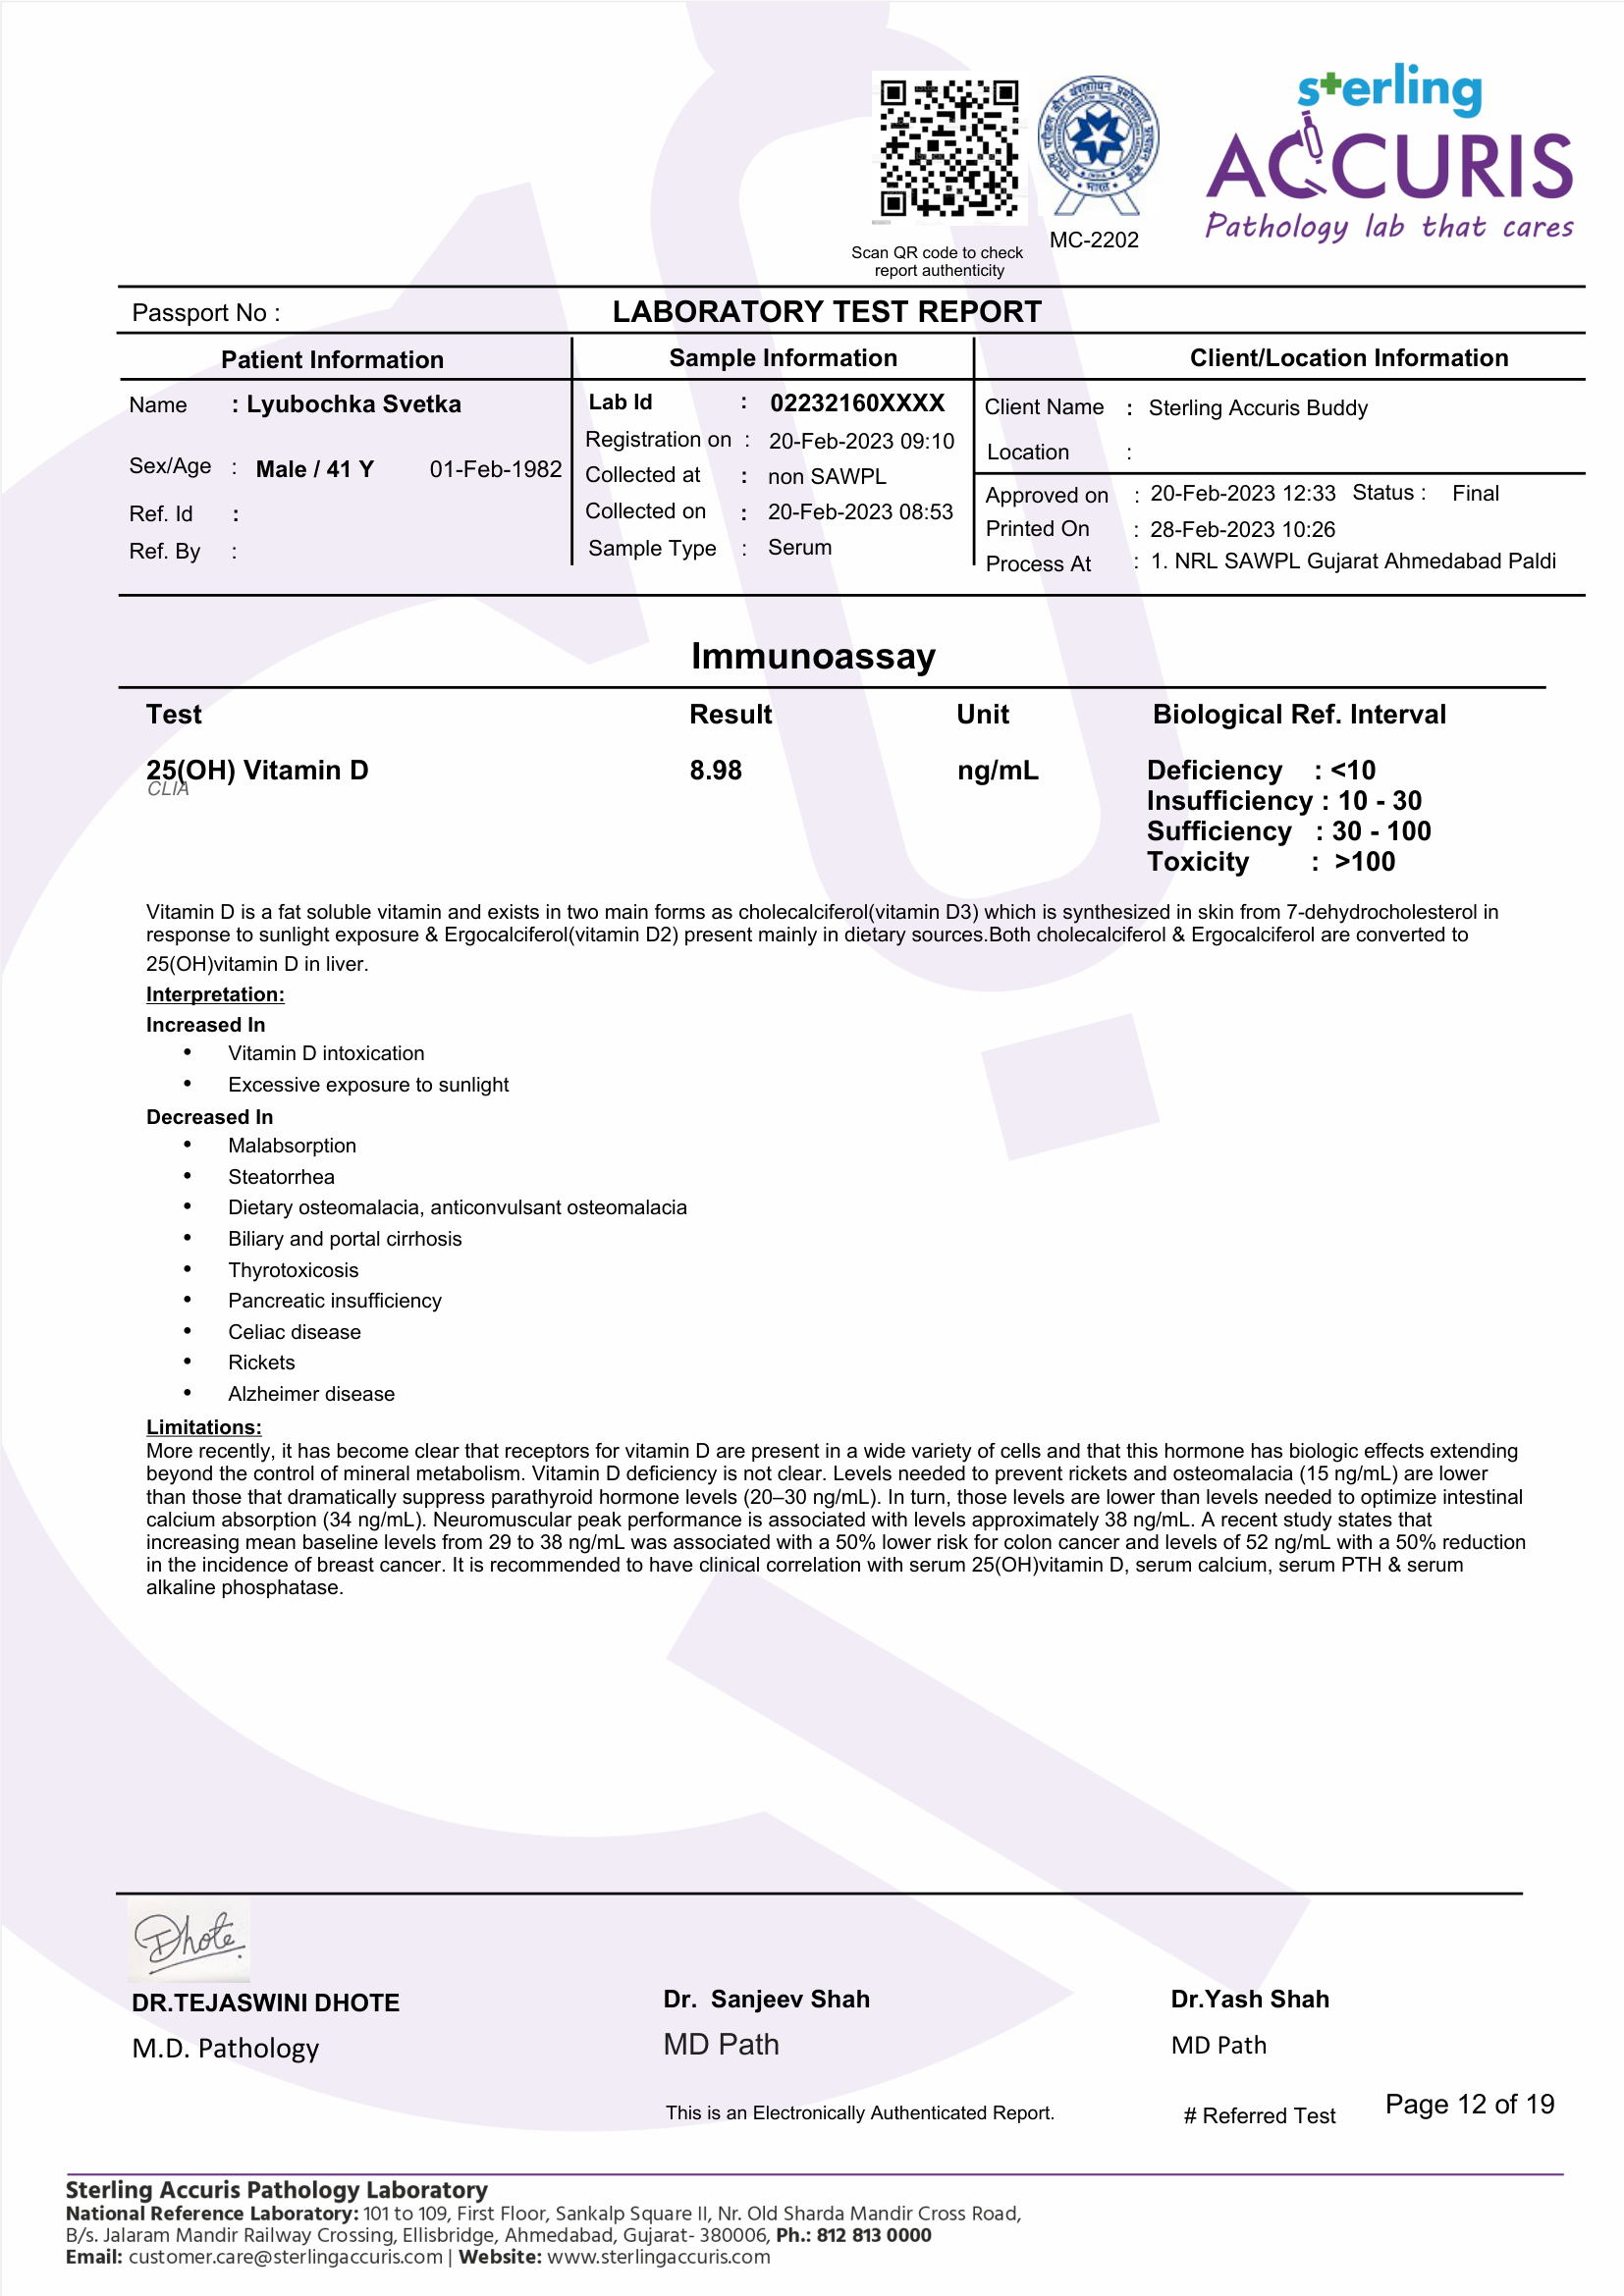 sterling
ACCURIS
Pathology lab that cares
Scan QR code to check
report authenticity
MC-2202
Passport No :
LABORATORY TEST REPORT
Patient Information
Sample Information
Client/Location Information
Name : Lyubochka Svetka
Sex/Age : Male / 41 Y 01-Feb-1982
Ref. Id :
Ref. By :
Lab Id : 02232160XXXX
Registration on : 20-Feb-2023 09:10
Collected at : non SAWPL
Collected on : 20-Feb-2023 08:53
Sample Type : Serum
Client Name : Sterling Accuris Buddy
Location :
Approved on : 20-Feb-2023 12:33 Status : Final
Printed On : 28-Feb-2023 10:26
Process At : 1. NRL SAWPL Gujarat Ahmedabad Paldi
Immunoassay
Test Result Unit Biological Ref. Interval
25(OH) Vitamin D 8.98 ng/mL Deficiency : <10
CLIA
Insufficiency : 10 - 30
Sufficiency : 30 - 100
Toxicity : >100
Vitamin D is a fat soluble vitamin and exists in two main forms as cholecalciferol(vitamin D3) which is synthesized in skin from 7-dehydrocholesterol in
response to sunlight exposure & Ergocalciferol(vitamin D2) present mainly in dietary sources.Both cholecalciferol & Ergocalciferol are converted to
25(OH)vitamin D in liver.
Interpretation:
Increased In
• Vitamin D intoxication
• Excessive exposure to sunlight
Decreased In
• Malabsorption
• Steatorrhea
• Dietary osteomalacia, anticonvulsant osteomalacia
• Biliary and portal cirrhosis
• Thyrotoxicosis
• Pancreatic insufficiency
• Celiac disease
• Rickets
• Alzheimer disease
Limitations:
More recently, it has become clear that receptors for vitamin D are present in a wide variety of cells and that this hormone has biologic effects extending
beyond the control of mineral metabolism. Vitamin D deficiency is not clear. Levels needed to prevent rickets and osteomalacia (15 ng/mL) are lower
than those that dramatically suppress parathyroid hormone levels (20–30 ng/mL). In turn, those levels are lower than levels needed to optimize intestinal
calcium absorption (34 ng/mL). Neuromuscular peak performance is associated with levels approximately 38 ng/mL. A recent study states that
increasing mean baseline levels from 29 to 38 ng/mL was associated with a 50% lower risk for colon cancer and levels of 52 ng/mL with a 50% reduction
in the incidence of breast cancer. It is recommended to have clinical correlation with serum 25(OH)vitamin D, serum calcium, serum PTH & serum
alkaline phosphatase.
Dhote
DR.TEJASWINI DHOTE
M.D. Pathology
Dr. Sanjeev Shah
MD Path
Dr.Yash Shah
MD Path
This is an Electronically Authenticated Report.
# Referred Test
Page 12 of 19
Sterling Accuris Pathology Laboratory
National Reference Laboratory: 101 to 109, First Floor, Sankalp Square II, Nr. Old Sharda Mandir Cross Road,
B/s. Jalaram Mandir Railway Crossing, Ellisbridge, Ahmedabad, Gujarat- 380006, Ph.: 812 813 0000
Email: customer.care@sterlingaccuris.com | Website: www.sterlingaccuris.com